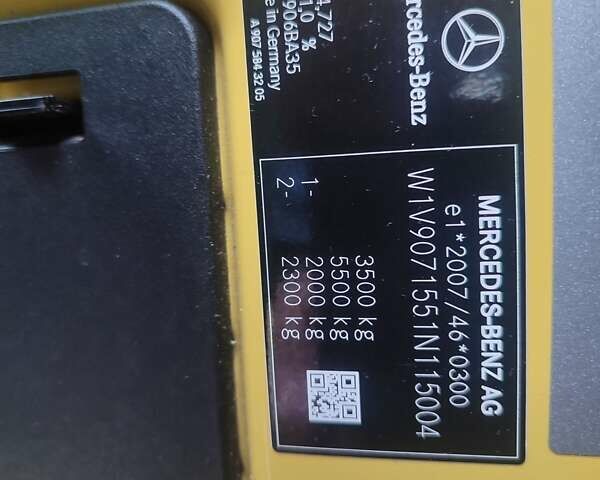 Mercedes-Benz
4,727
1.0 %
906BA35
e in Germany
A 907 584 32 05
MERCEDES-BENZ AG
e1*2007/46*0300
W1V9071551N115004
3500 kg
5500 kg
1- 2000 kg
2- 2300 kg